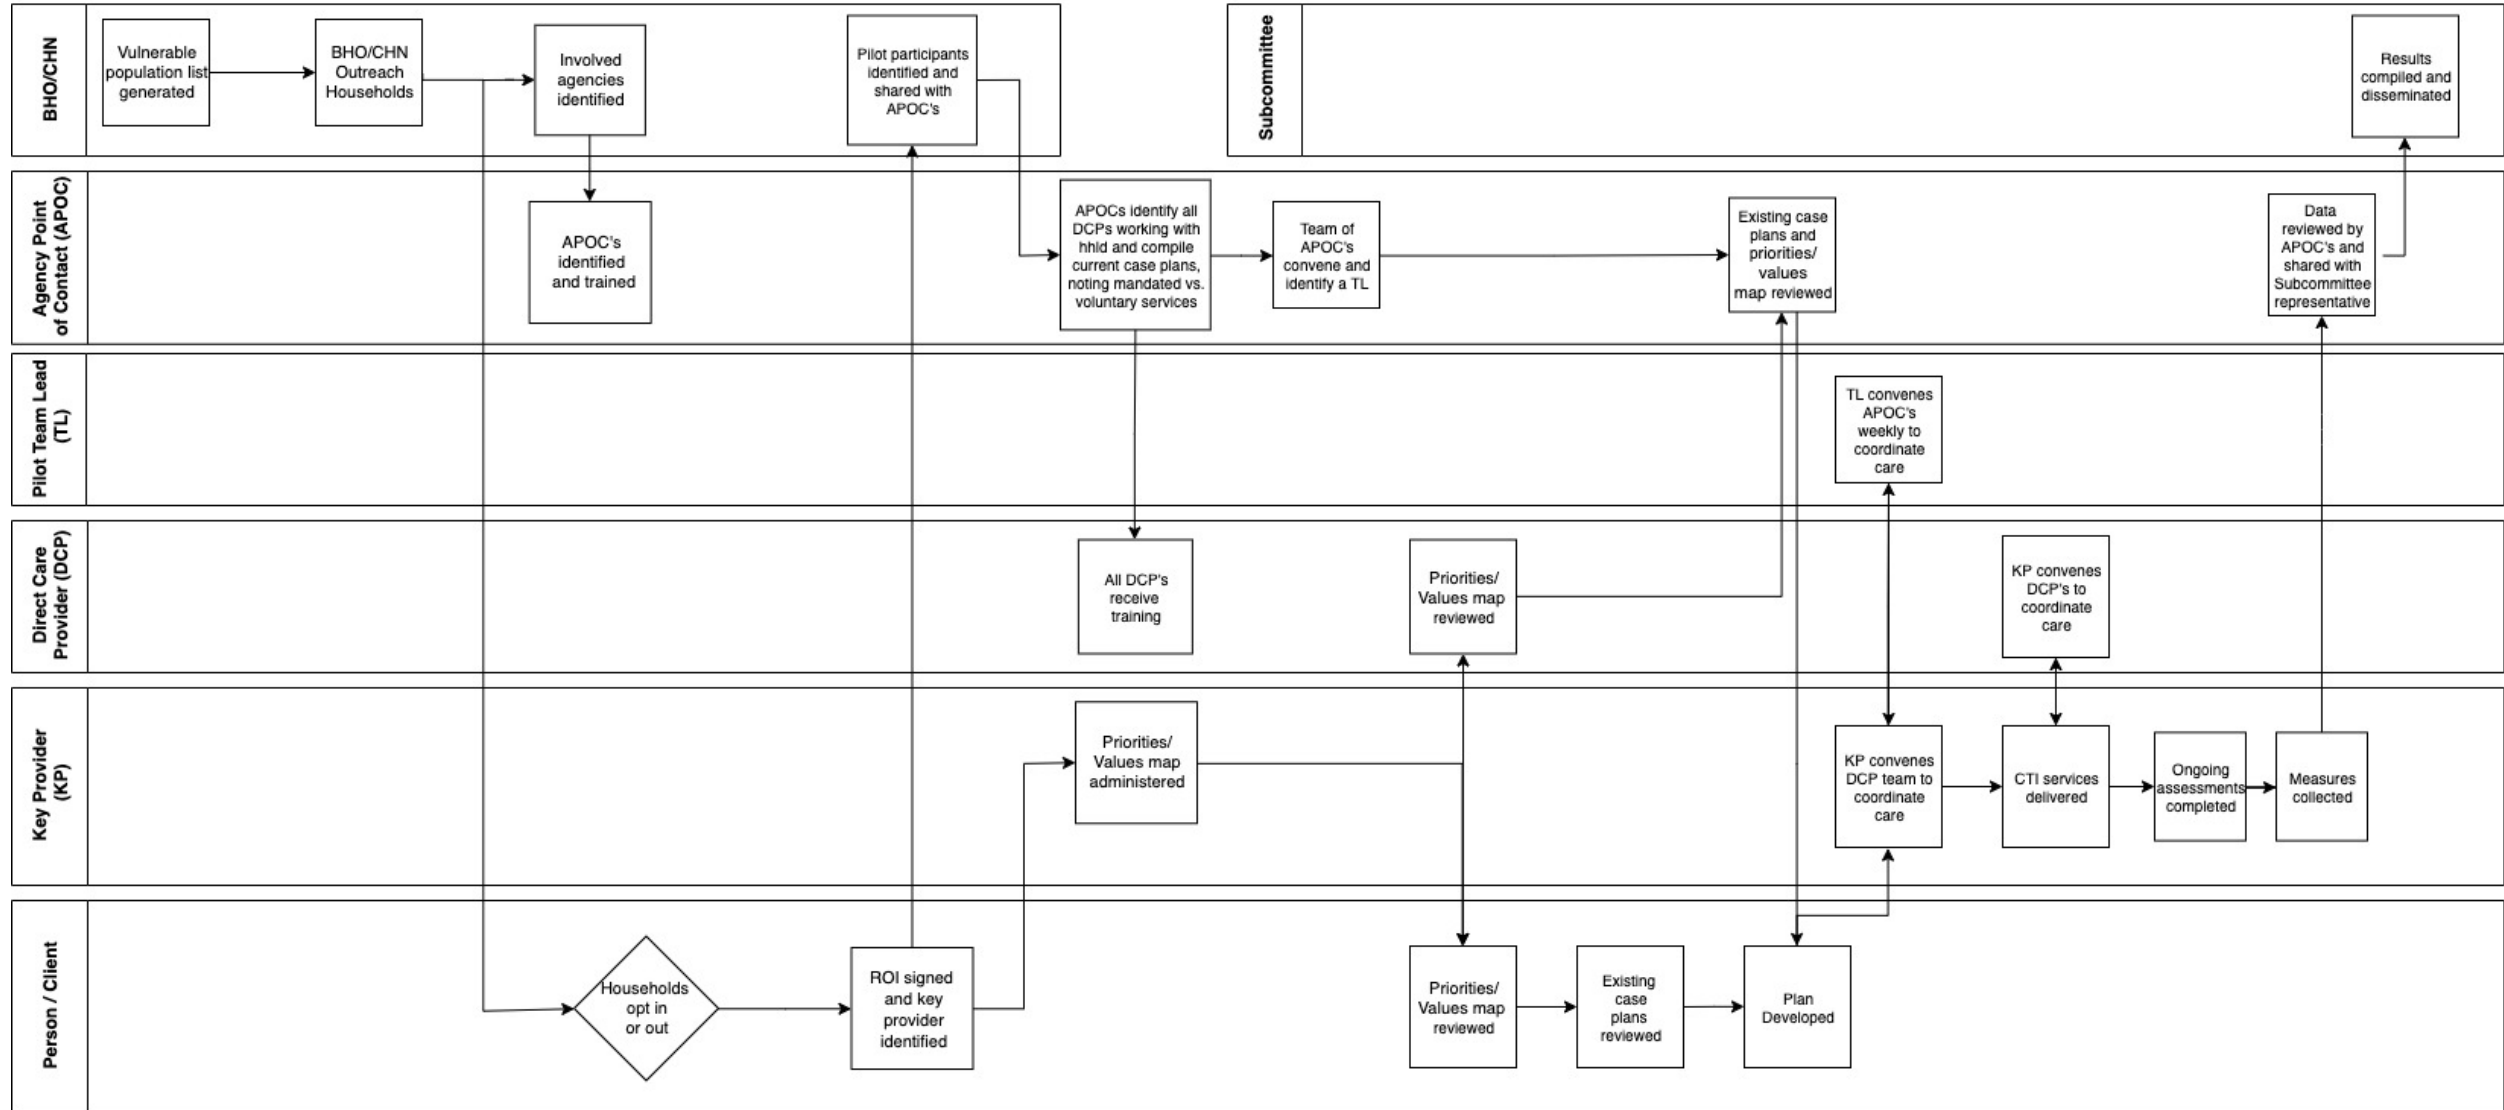 BHO/CHN
Vulnerable
population list
generated
BHO/CHN
Outreach
Households
Involved
agencies
identified
Pilot participants
identified and
shared with
APOC's
Subcommittee
Results
compiled and
disseminated
Agency Point
of Contact (APOC)
APOC's
identified
and trained
APOCs identify all
DCPs working with
hhld and compile
current case plans,
noting mandated vs.
voluntary services
Team of
APOC's
convene and
identify a TL
Existing case
plans and
priorities/
values
map reviewed
Data
reviewed by
APOC's and
shared with
Subcommittee
representative
Pilot Team Lead
(TL)
TL convenes
APOC's
weekly to
coordinate
care
Direct Care
Provider (DCP)
All DCP's
receive
training
Priorities/
Values map
reviewed
KP convenes
DCP's to
coordinate
care
Key Provider
(KP)
Priorities/
Values map
administered
KP convenes
DCP team to
coordinate
care
CTI services
delivered
Ongoing
assessments
completed
Measures
collected
Person / Client
Households
opt in
or out
ROI signed
and key
provider
identified
Priorities/
Values map
reviewed
Existing
case
plans
reviewed
Plan
Developed